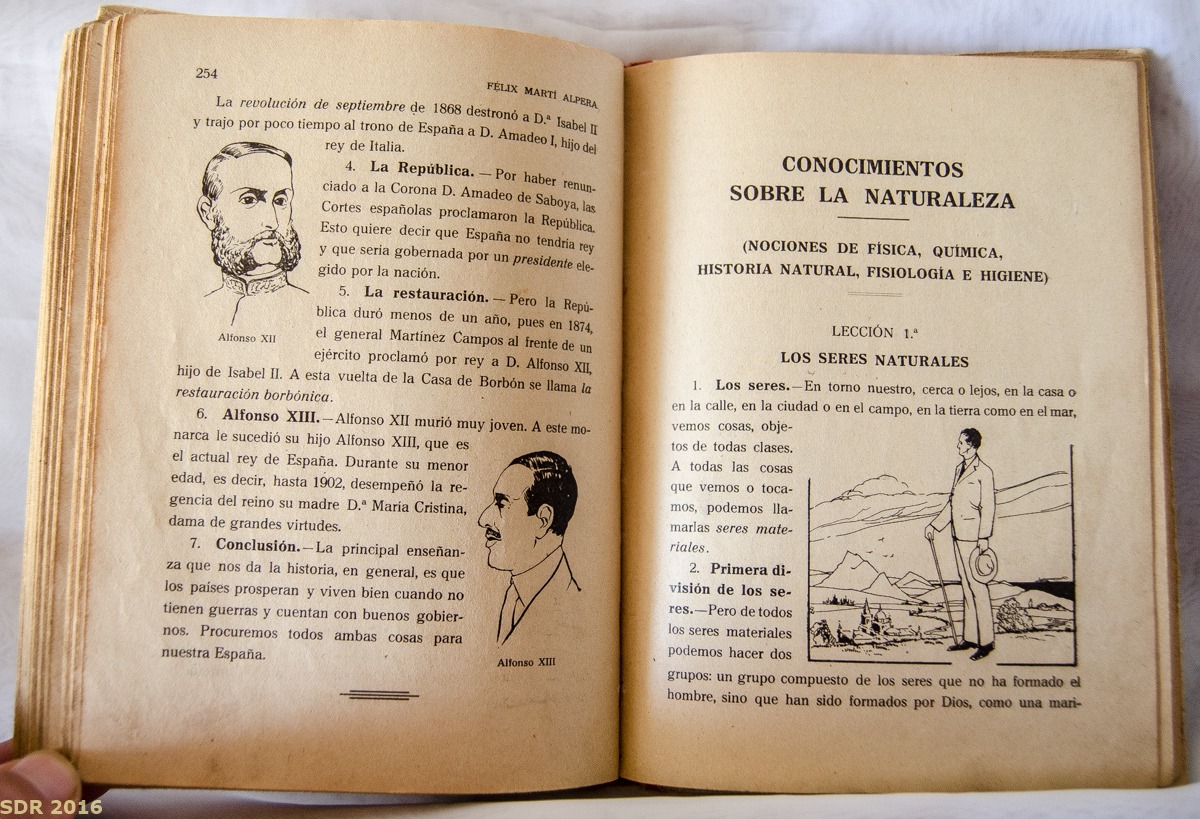 254
FÉLIX MARTÍ ALPERA
La revolución de septiembre de 1868 destronó a D.ª Isabel II
y trajo por poco tiempo al trono de España a D. Amadeo I, hijo del
rey de Italia.
4. La República. — Por haber renun-
ciado a la Corona D. Amadeo de Saboya, las
Cortes españolas proclamaron la República.
Esto quiere decir que España no tendría rey
y que sería gobernada por un presidente ele-
gido por la nación.
5. La restauración. — Pero la Repú-
blica duró menos de un año, pues en 1874,
el general Martínez Campos al frente de un
ejército proclamó por rey a D. Alfonso XII,
hijo de Isabel II. A esta vuelta de la Casa de Borbón se llama la
restauración borbónica.
Alfonso XII
6. Alfonso XIII.—Alfonso XII murió muy joven. A este mo-
narca le sucedió su hijo Alfonso XIII, que es
el actual rey de España. Durante su menor
edad, es decir, hasta 1902, desempeñó la re-
gencia del reino su madre D.ª María Cristina,
dama de grandes virtudes.
7. Conclusión.—La principal enseñan-
za que nos da la historia, en general, es que
los países prosperan y viven bien cuando no
tienen guerras y cuentan con buenos gobier-
nos. Procuremos todos ambas cosas para
nuestra España.
Alfonso XIII
CONOCIMIENTOS
SOBRE LA NATURALEZA
(NOCIONES DE FÍSICA, QUÍMICA,
HISTORIA NATURAL, FISIOLOGÍA E HIGIENE)
LECCIÓN 1.ª
LOS SERES NATURALES
1. Los seres.—En torno nuestro, cerca o lejos, en la casa o
en la calle, en la ciudad o en el campo, en la tierra como en el mar,
vemos cosas, obje-
tos de todas clases.
A todas las cosas
que vemos o toca-
mos, podemos lla-
marlas seres mate-
riales.
2. Primera di-
visión de los se-
res.—Pero de todos
los seres materiales
podemos hacer dos
grupos: un grupo compuesto de los seres que no ha formado el
hombre, sino que han sido formados por Dios, como una mari-
SDR 2016